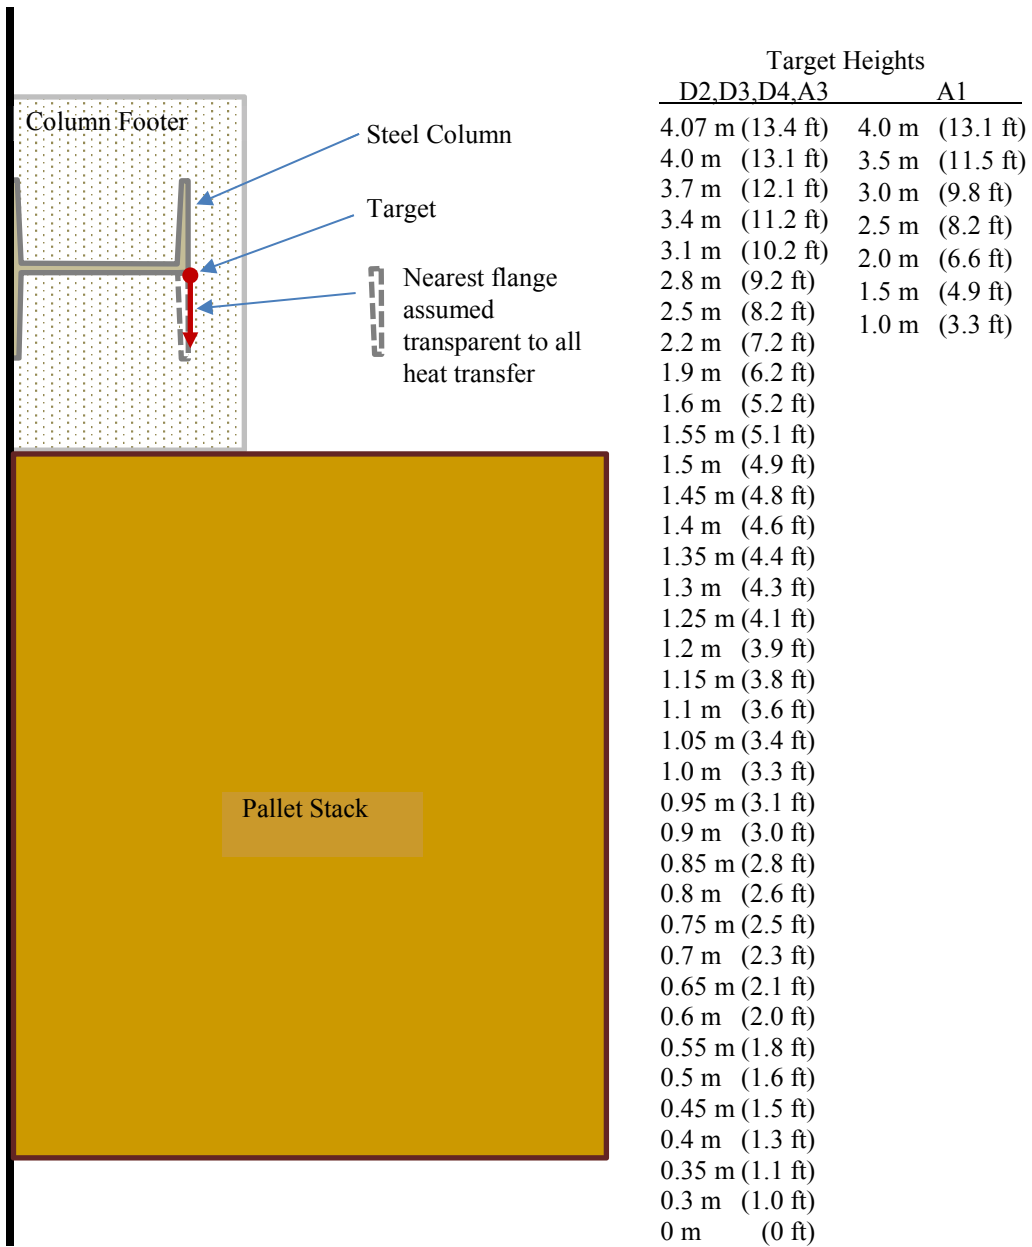 Column Footer
Steel Column
Target
Nearest flange
assumed
transparent to all
heat transfer
Pallet Stack
Target Heights
D2,D3,D4,A3 A1
4.07 m (13.4 ft) 4.0 m (13.1 ft)
4.0 m (13.1 ft) 3.5 m (11.5 ft)
3.7 m (12.1 ft) 3.0 m (9.8 ft)
3.4 m (11.2 ft) 2.5 m (8.2 ft)
3.1 m (10.2 ft) 2.0 m (6.6 ft)
2.8 m (9.2 ft) 1.5 m (4.9 ft)
2.5 m (8.2 ft) 1.0 m (3.3 ft)
2.2 m (7.2 ft)
1.9 m (6.2 ft)
1.6 m (5.2 ft)
1.55 m (5.1 ft)
1.5 m (4.9 ft)
1.45 m (4.8 ft)
1.4 m (4.6 ft)
1.35 m (4.4 ft)
1.3 m (4.3 ft)
1.25 m (4.1 ft)
1.2 m (3.9 ft)
1.15 m (3.8 ft)
1.1 m (3.6 ft)
1.05 m (3.4 ft)
1.0 m (3.3 ft)
0.95 m (3.1 ft)
0.9 m (3.0 ft)
0.85 m (2.8 ft)
0.8 m (2.6 ft)
0.75 m (2.5 ft)
0.7 m (2.3 ft)
0.65 m (2.1 ft)
0.6 m (2.0 ft)
0.55 m (1.8 ft)
0.5 m (1.6 ft)
0.45 m (1.5 ft)
0.4 m (1.3 ft)
0.35 m (1.1 ft)
0.3 m (1.0 ft)
0 m (0 ft)